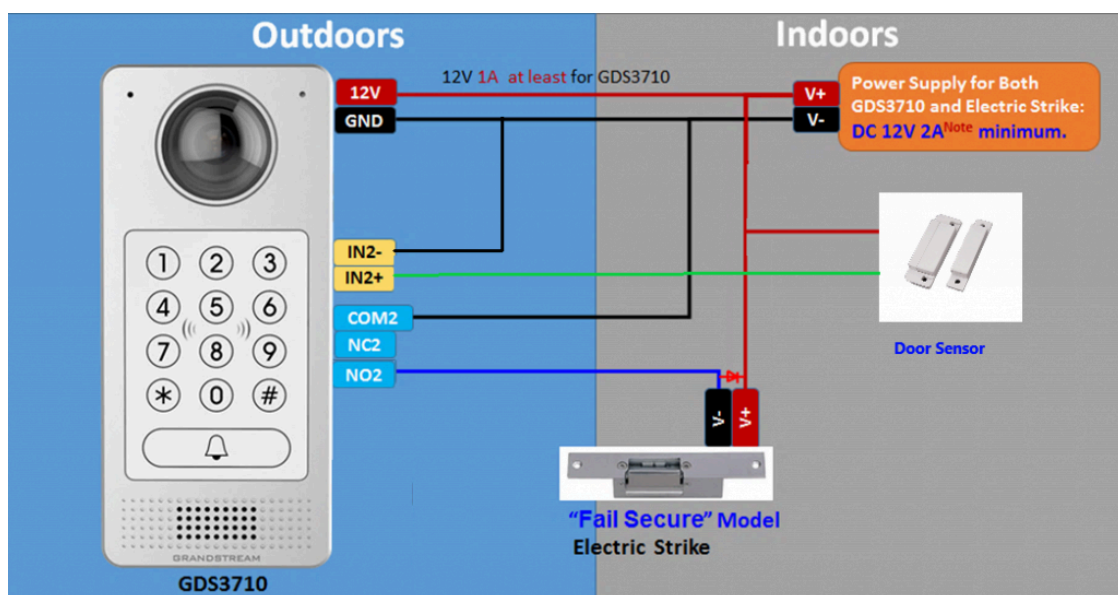 Outdoors
Indoors
12V 1A at least for GDS3710
12V
GND
V+
V-
Power Supply for Both
GDS3710 and Electric Strike:
DC 12V 2ANote minimum.
IN2-
IN2+
COM2
NC2
NO2
1 2 3
4 5 6
7 8 9
* 0 #
Door Sensor
V-
V+
"Fail Secure" Model
Electric Strike
GRANDSTREAM
GDS3710